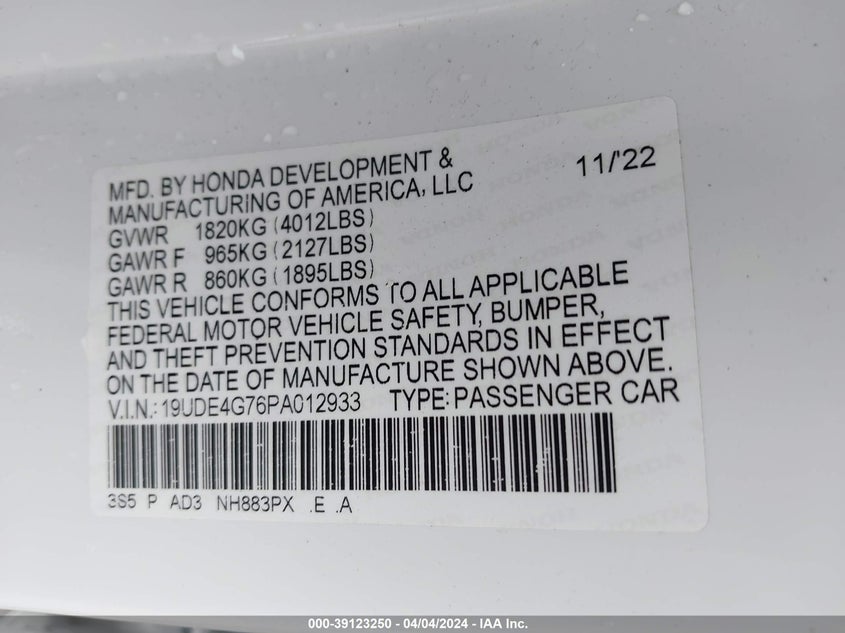 MFD. BY HONDA DEVELOPMENT & 11/'22
MANUFACTURING OF AMERICA, LLC
GVWR 1820KG (4012LBS)
GAWR F 965KG (2127LBS)
GAWR R 860KG (1895LBS)
THIS VEHICLE CONFORMS TO ALL APPLICABLE
FEDERAL MOTOR VEHICLE SAFETY, BUMPER,
AND THEFT PREVENTION STANDARDS IN EFFECT
ON THE DATE OF MANUFACTURE SHOWN ABOVE.
V.I.N.: 19UDE4G76PA012933 TYPE: PASSENGER CAR
3S5 P AD3 NH883PX .E .A
000-39123250 - 04/04/2024 - IAA Inc.